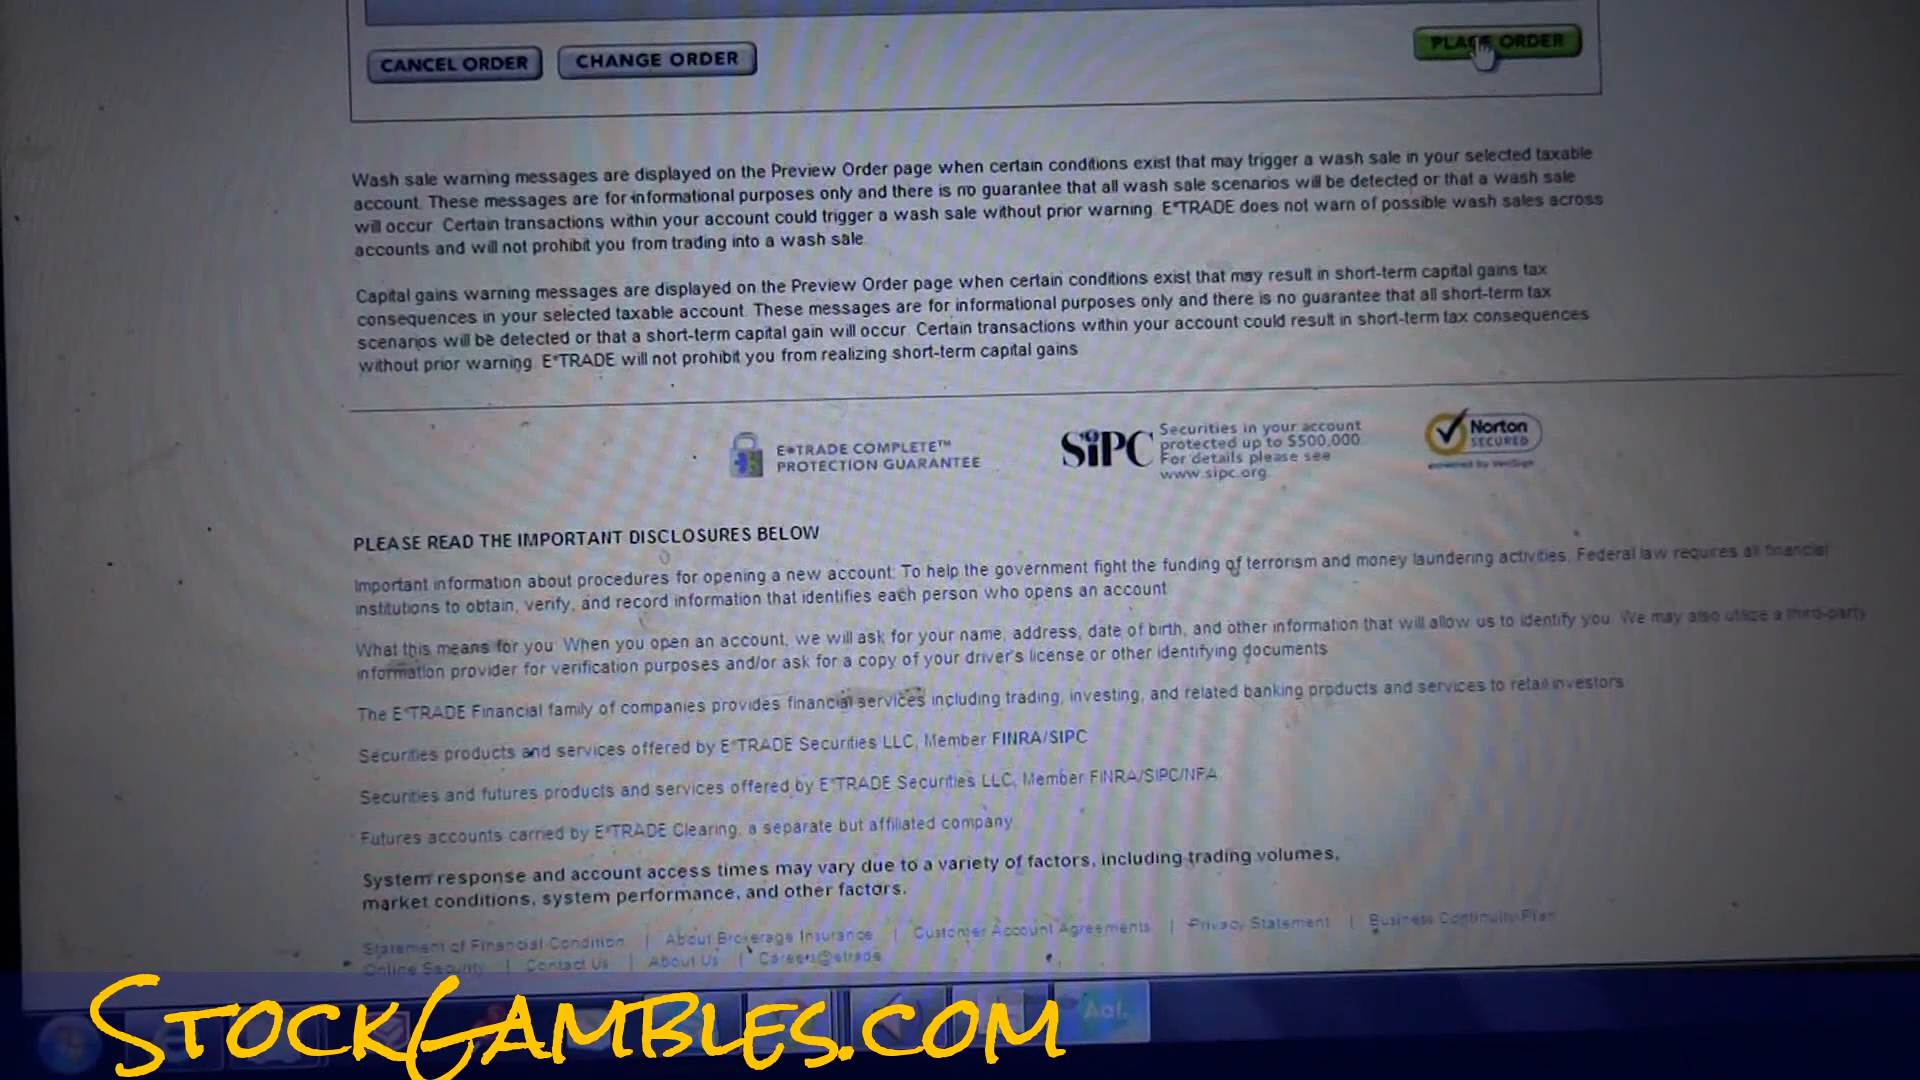 CANCEL ORDER CHANGE ORDER PLACE ORDER
Wash sale warning messages are displayed on the Preview Order page when certain conditions exist that may trigger a wash sale in your selected taxable
account. These messages are for informational purposes only and there is no guarantee that all wash sale scenarios will be detected or that a wash sale
will occur. Certain transactions within your account could trigger a wash sale without prior warning. E*TRADE does not warn of possible wash sales across
accounts and will not prohibit you from trading into a wash sale.
Capital gains warning messages are displayed on the Preview Order page when certain conditions exist that may result in short-term capital gains tax
consequences in your selected taxable account. These messages are for informational purposes only and there is no guarantee that all short-term tax
scenarios will be detected or that a short-term capital gain will occur. Certain transactions within your account could result in short-term tax consequences
without prior warning. E*TRADE will not prohibit you from realizing short-term capital gains.
E*TRADE COMPLETE™
PROTECTION GUARANTEE
SiPC
Securities in your account
protected up to $500,000.
For details please see
www.sipc.org.
Norton
SECURED
powered by VeriSign
PLEASE READ THE IMPORTANT DISCLOSURES BELOW
Important information about procedures for opening a new account: To help the government fight the funding of terrorism and money laundering activities, Federal law requires all financial
institutions to obtain, verify, and record information that identifies each person who opens an account.
What this means for you: When you open an account, we will ask for your name, address, date of birth, and other information that will allow us to identify you. We may also utilize a third-party
information provider for verification purposes and/or ask for a copy of your driver's license or other identifying documents.
The E*TRADE Financial family of companies provides financial services including trading, investing, and related banking products and services to retail investors.
Securities products and services offered by E*TRADE Securities LLC, Member FINRA/SIPC
Securities and futures products and services offered by E*TRADE Securities LLC, Member FINRA/SIPC/NFA
Futures accounts carried by E*TRADE Clearing, a separate but affiliated company.
System response and account access times may vary due to a variety of factors, including trading volumes,
market conditions, system performance, and other factors.
Statement of Financial Condition | About Brokerage Insurance | Customer Account Agreements | Privacy Statement | Business Continuity Plan
Online Security | Contact Us | About Us | Careers@etrade
Aol.
StockGambles.com